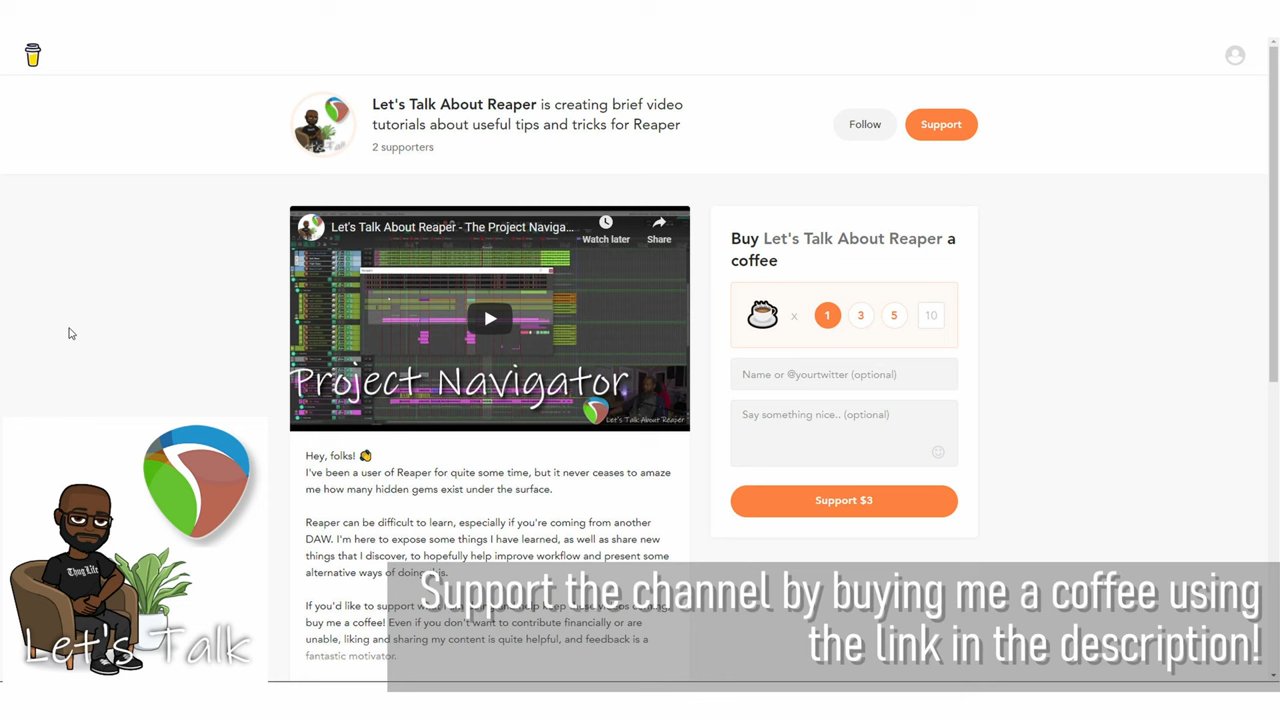 Let's Talk About Reaper is creating brief video
tutorials about useful tips and tricks for Reaper
2 supporters
Follow
Support
Let's Talk About Reaper - The Project Naviga...
Watch later
Share
Project Navigator
Let's Talk About Reaper
Hey, folks!
I've been a user of Reaper for quite some time, but it never ceases to amaze
me how many hidden gems exist under the surface.
Reaper can be difficult to learn, especially if you're coming from another
DAW. I'm here to expose some things I have learned, as well as share new
things that I discover, to hopefully help improve workflow and present some
alternative ways of doing this.
If you'd like to support what
buy me a coffee! Even if you don't want to contribute financially or are
unable, liking and sharing my content is quite helpful, and feedback is a
fantastic motivator.
Buy Let's Talk About Reaper a
coffee
x 1 3 5 10
Name or @yourtwitter (optional)
Say something nice.. (optional)
Support $3
Thug Life
Let's Talk
Support the channel by buying me a coffee using
the link in the description!